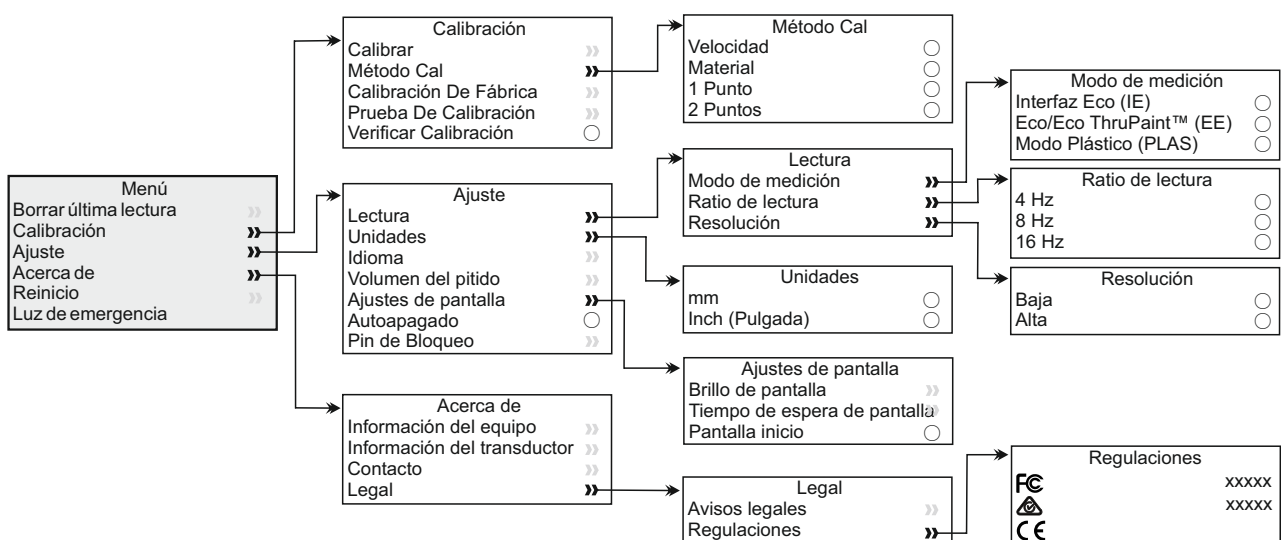 Menú
Borrar última lectura
Calibración
Ajuste
Acerca de
Reinicio
Luz de emergencia
Calibración
Calibrar
Método Cal
Calibración De Fábrica
Prueba De Calibración
Verificar Calibración
Ajuste
Lectura
Unidades
Idioma
Volumen del pitido
Ajustes de pantalla
Autoapagado
Pin de Bloqueo
Acerca de
Información del equipo
Información del transductor
Contacto
Legal
Método Cal
Velocidad
Material
1 Punto
2 Puntos
Lectura
Modo de medición
Ratio de lectura
Resolución
Unidades
mm
Inch (Pulgada)
Ajustes de pantalla
Brillo de pantalla
Tiempo de espera de pantalla
Pantalla inicio
Legal
Avisos legales
Regulaciones
Modo de medición
Interfaz Eco (IE)
Eco/Eco ThruPaint™ (EE)
Modo Plástico (PLAS)
Ratio de lectura
4 Hz
8 Hz
16 Hz
Resolución
Baja
Alta
Regulaciones
FC xxxxx
xxxxx
CE